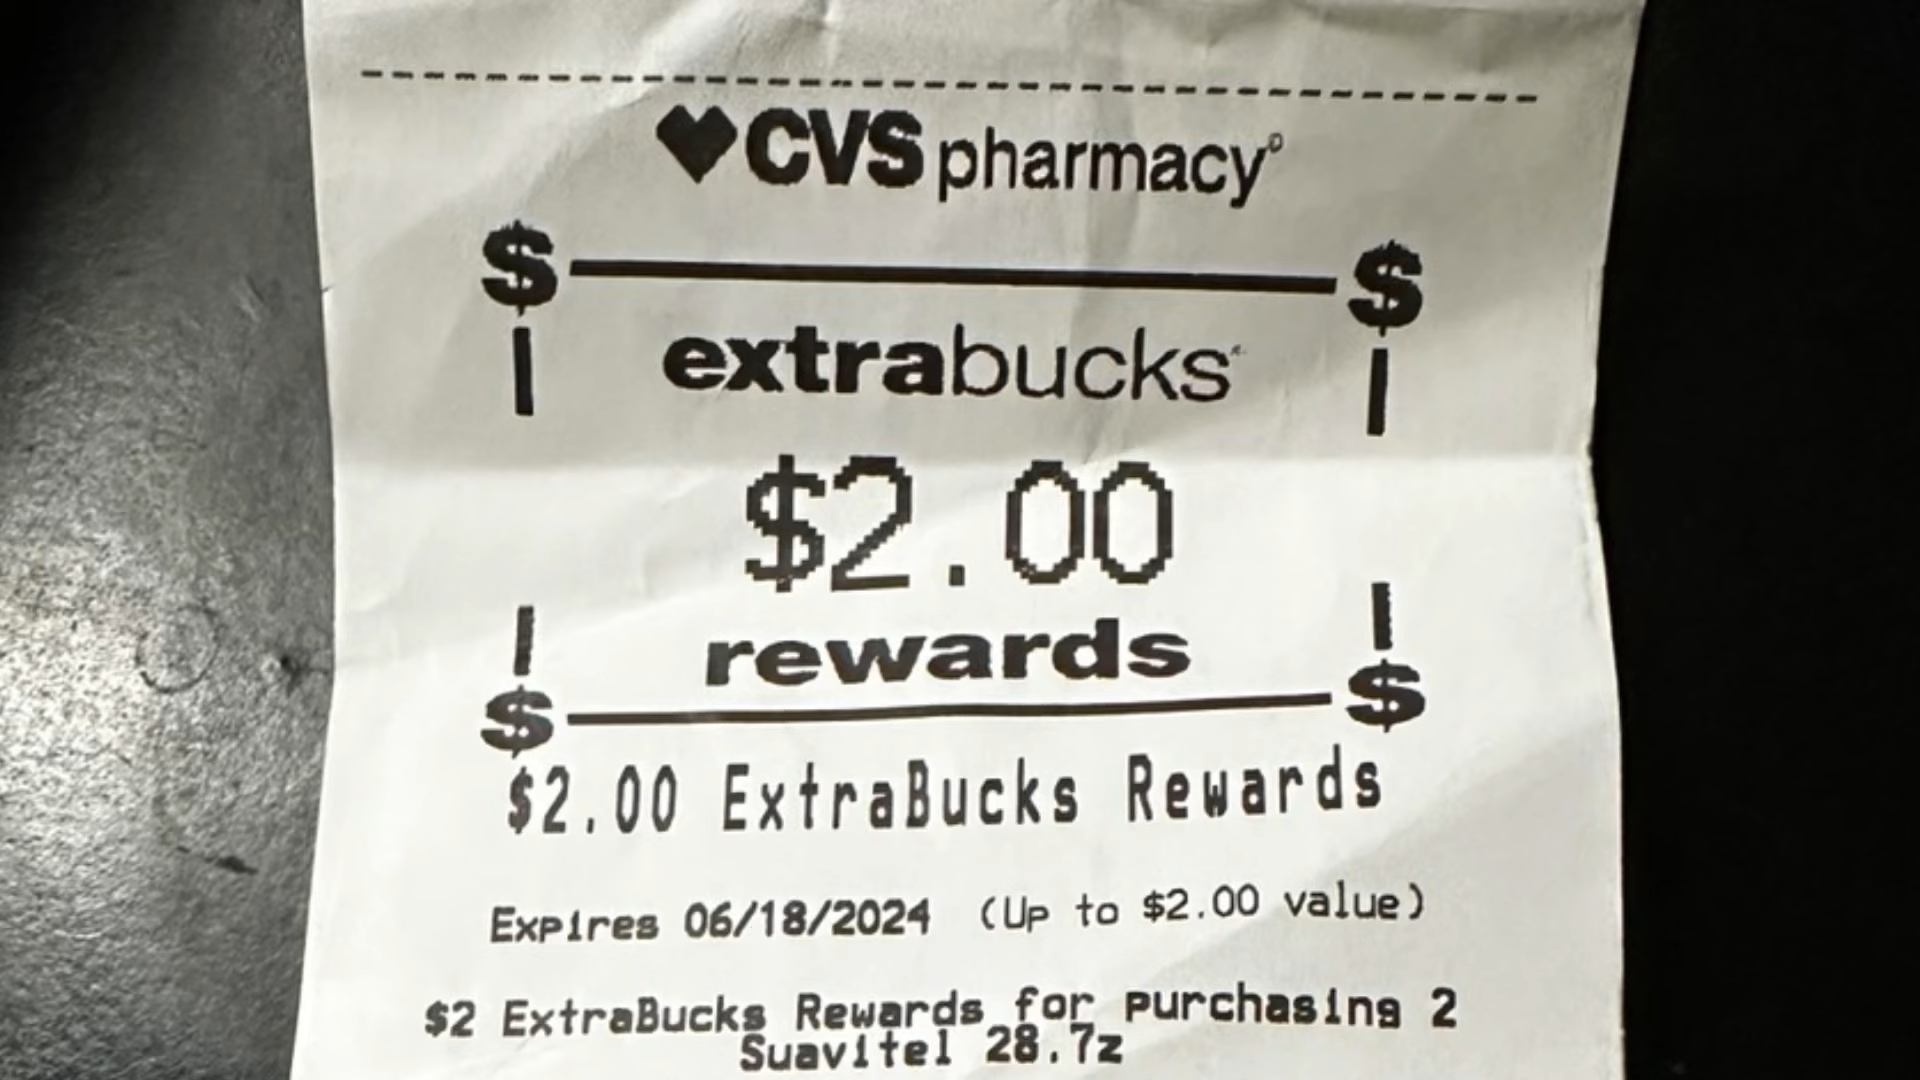 CVS pharmacy®
$ $
extrabucks
$2.00
rewards
$ $
$2.00 ExtraBucks Rewards
Expires 06/18/2024 (Up to $2.00 value)
$2 ExtraBucks Rewards for purchasing 2
Suavitel 28.7z